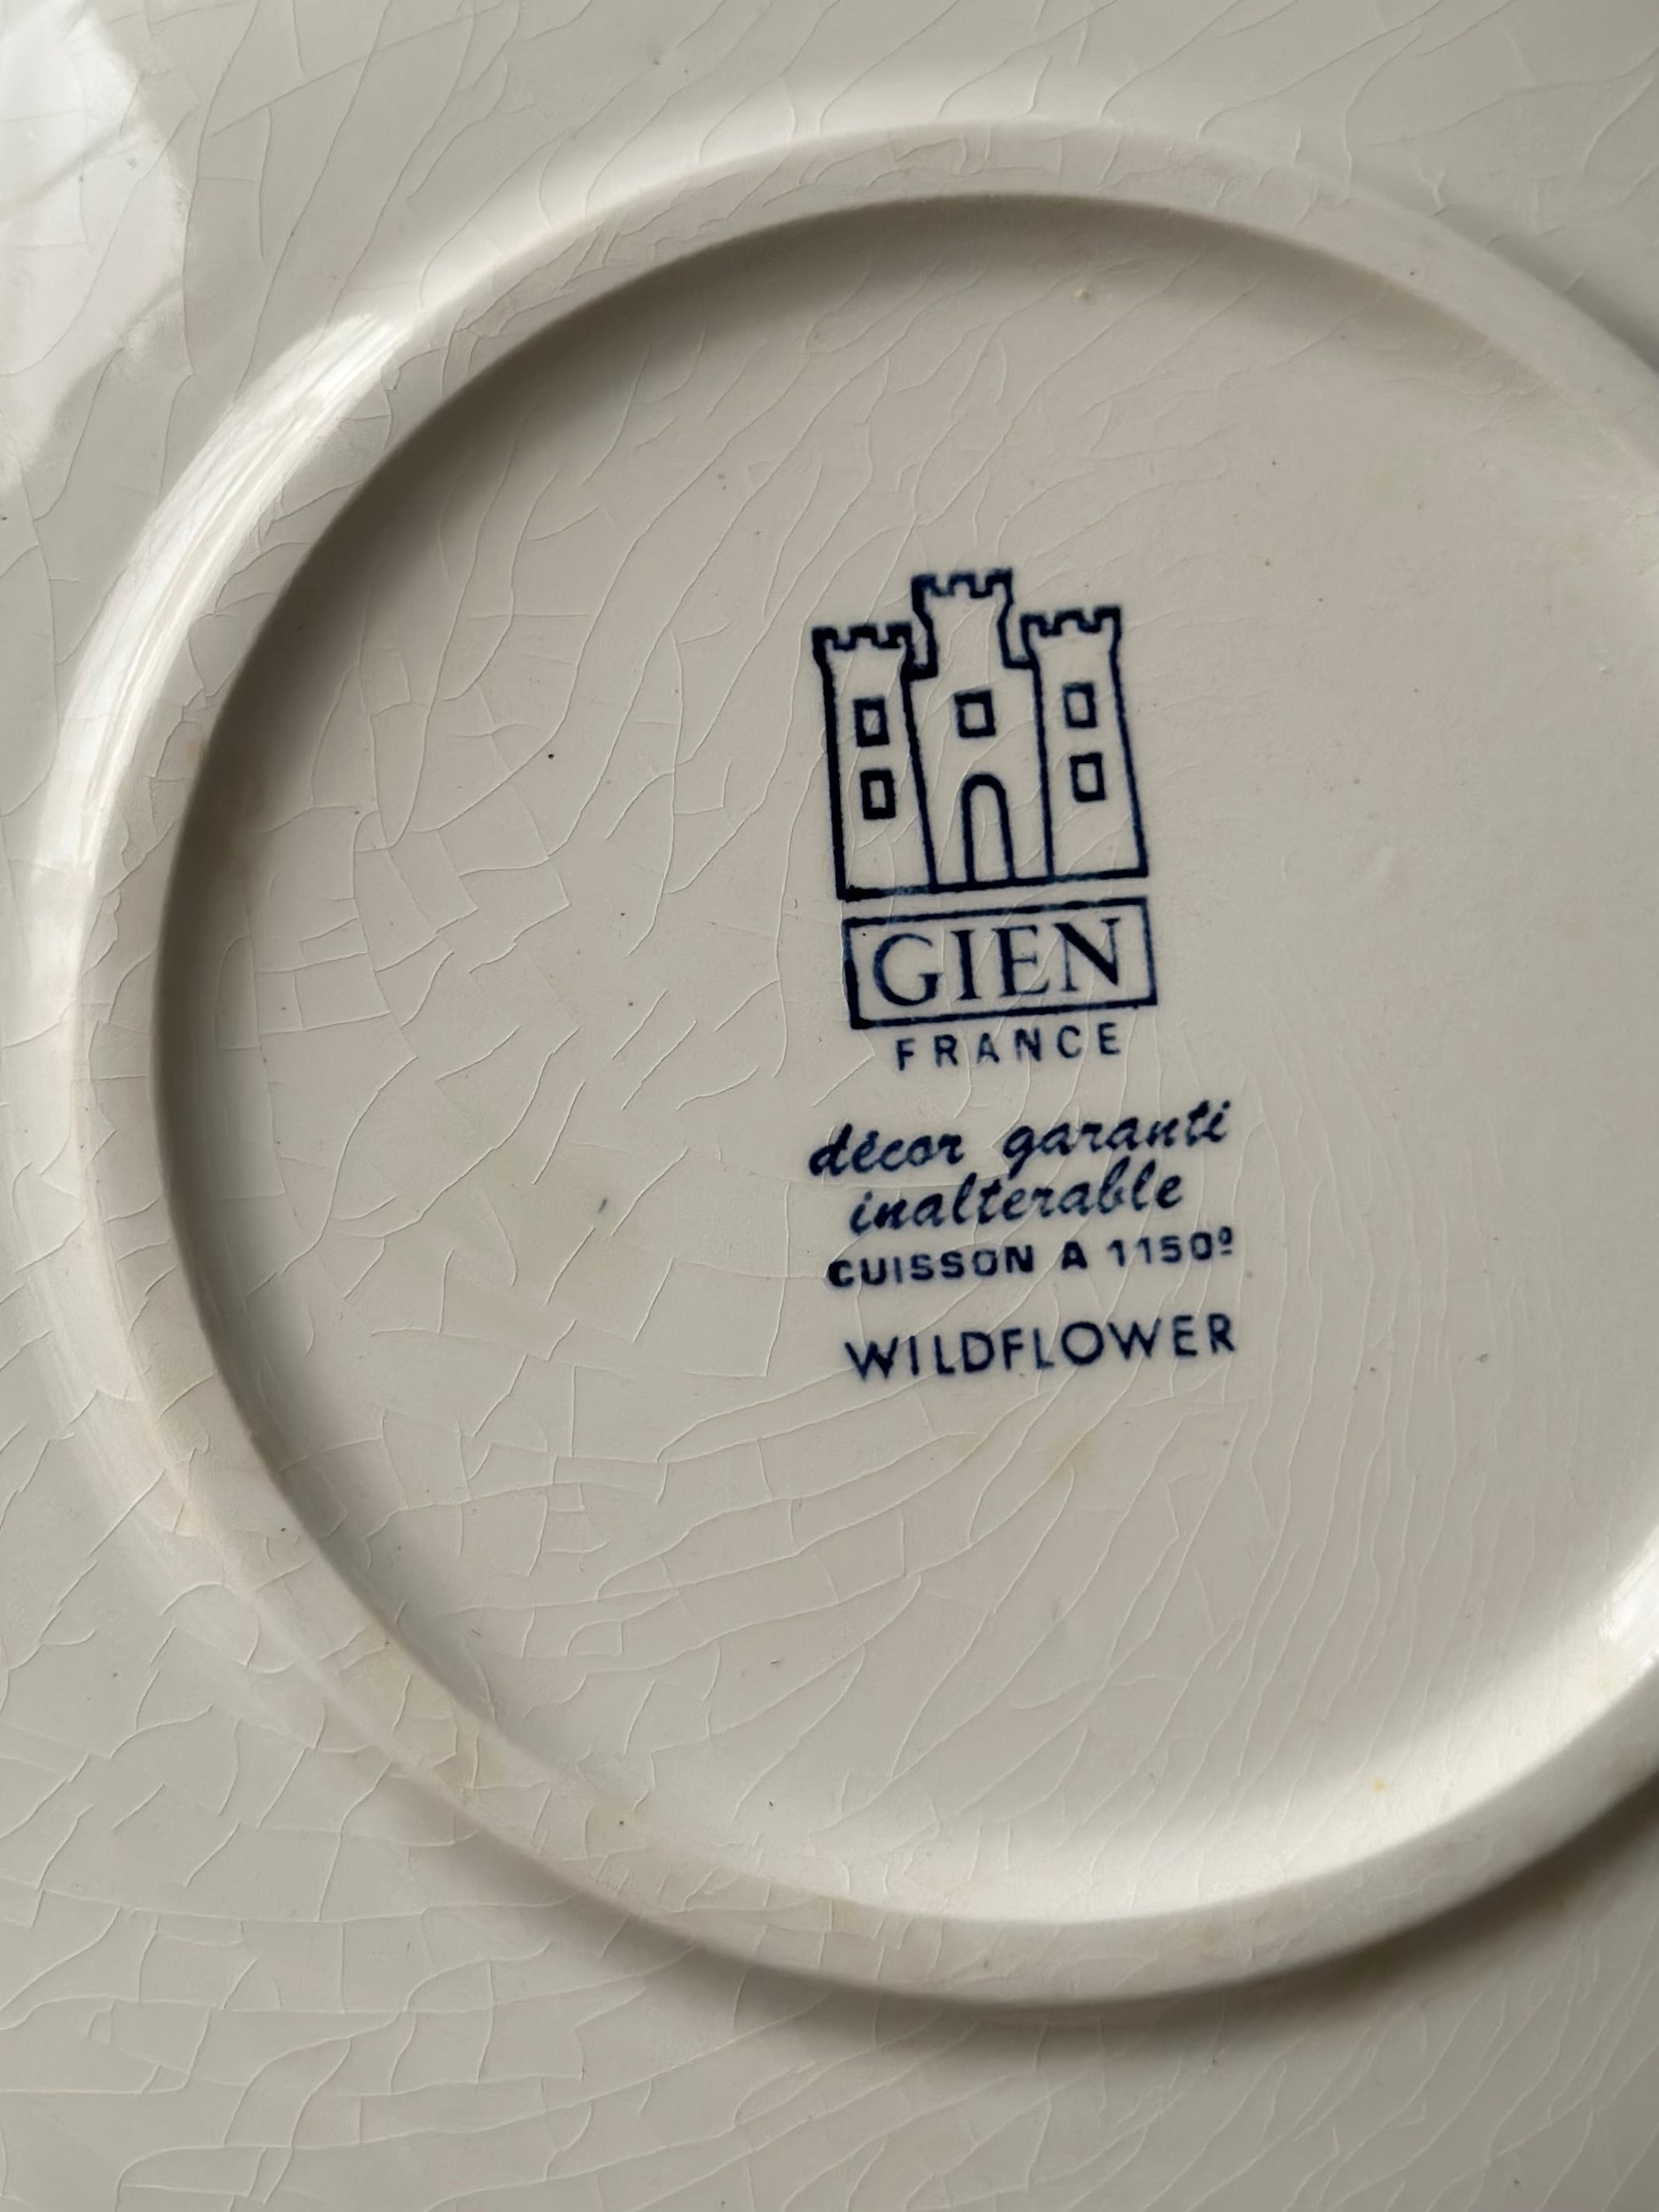 GIEN
FRANCE
décor garanti
inalterable
CUISSON A 1150º
WILDFLOWER